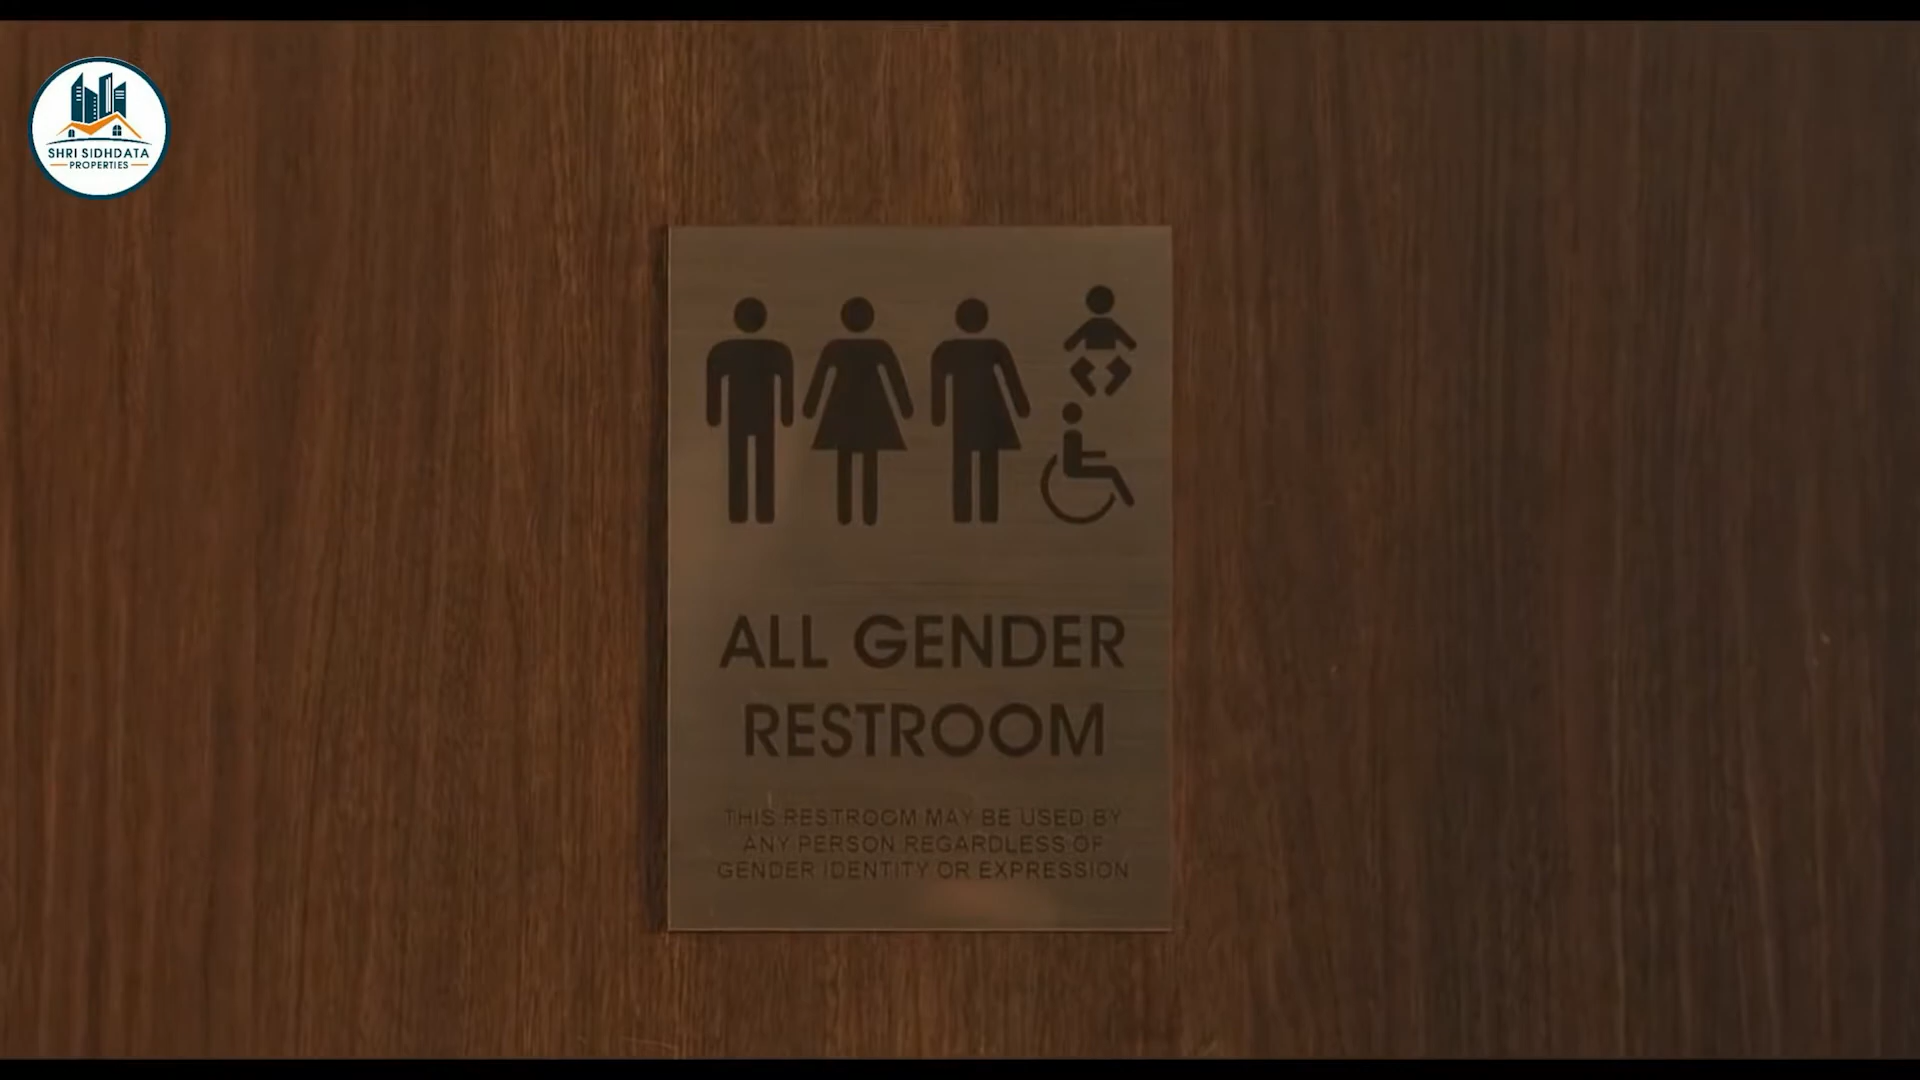 SHRI SIDHDATA
PROPERTIES
ALL GENDER
RESTROOM
THIS RESTROOM MAY BE USED BY
ANY PERSON REGARDLESS OF
GENDER IDENTITY OR EXPRESSION